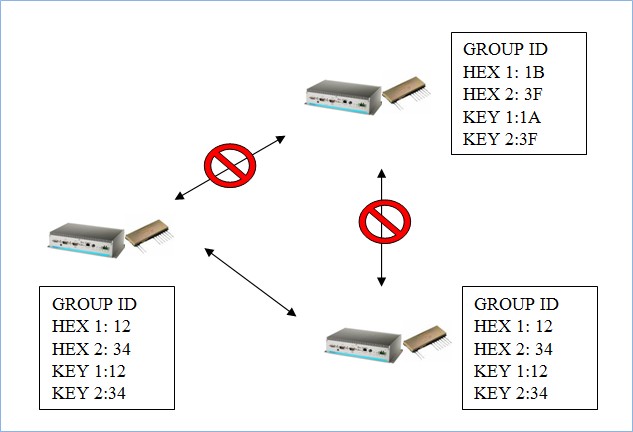 GROUP ID
HEX 1: 1B
HEX 2: 3F
KEY 1:1A
KEY 2:3F
GROUP ID
HEX 1: 12
HEX 2: 34
KEY 1:12
KEY 2:34
GROUP ID
HEX 1: 12
HEX 2: 34
KEY 1:12
KEY 2:34